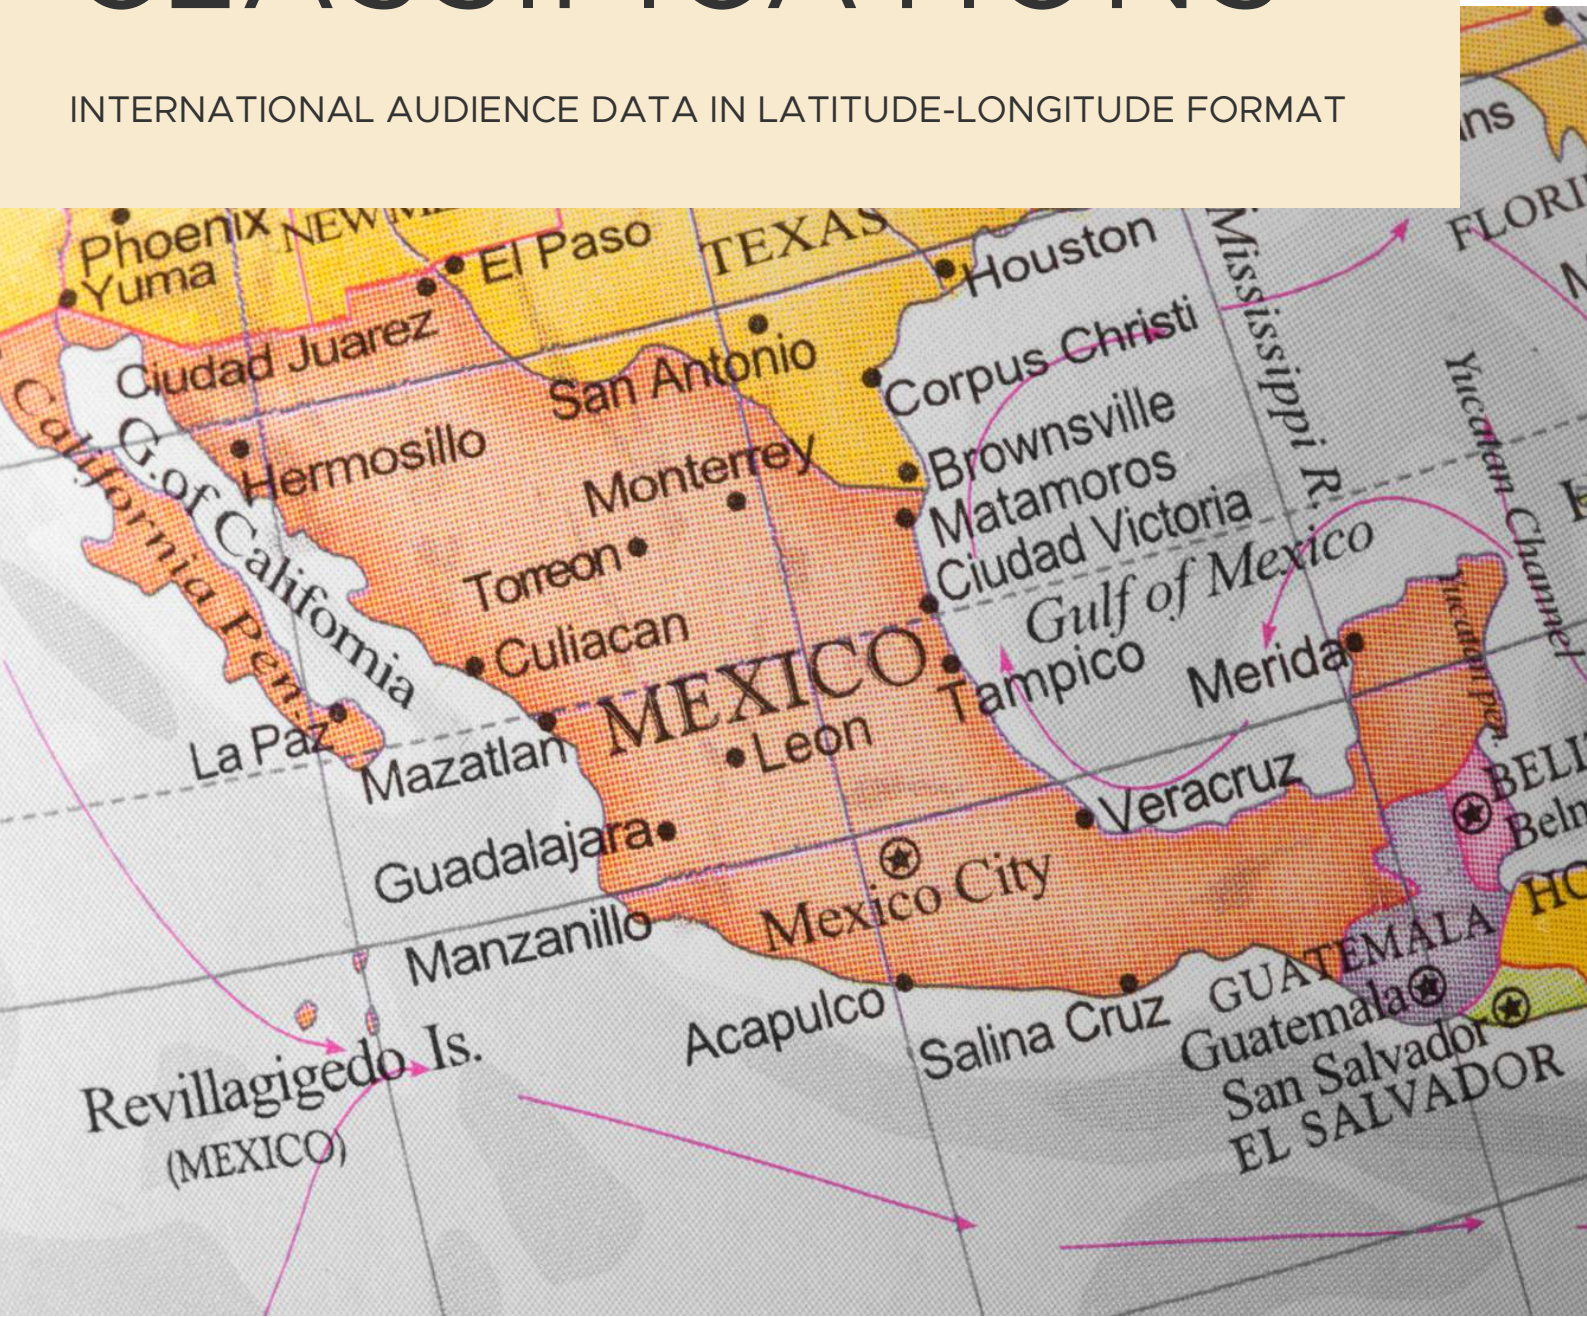 CLASSIFICATIONS
INTERNATIONAL AUDIENCE DATA IN LATITUDE-LONGITUDE FORMAT
Phoenix
NEW
Yuma
El Paso
TEXAS
Houston
Mississippi R.
Ciudad Juarez
San Antonio
Corpus Christi
California Pen.
G. of California
Hermosillo
Monterrey
Brownsville
Matamoros
Ciudad Victoria
Yucatan Channel
Torreon
Gulf of Mexico
Culiacan
MEXICO
Tampico
Merida
Yucatan pen.
La Paz
Mazatlan
Leon
Veracruz
Guadalajara
Mexico City
Manzanillo
Acapulco
Salina Cruz
GUATEMALA
Guatemala
San Salvador
EL SALVADOR
Revillagigedo Is.
(MEXICO)